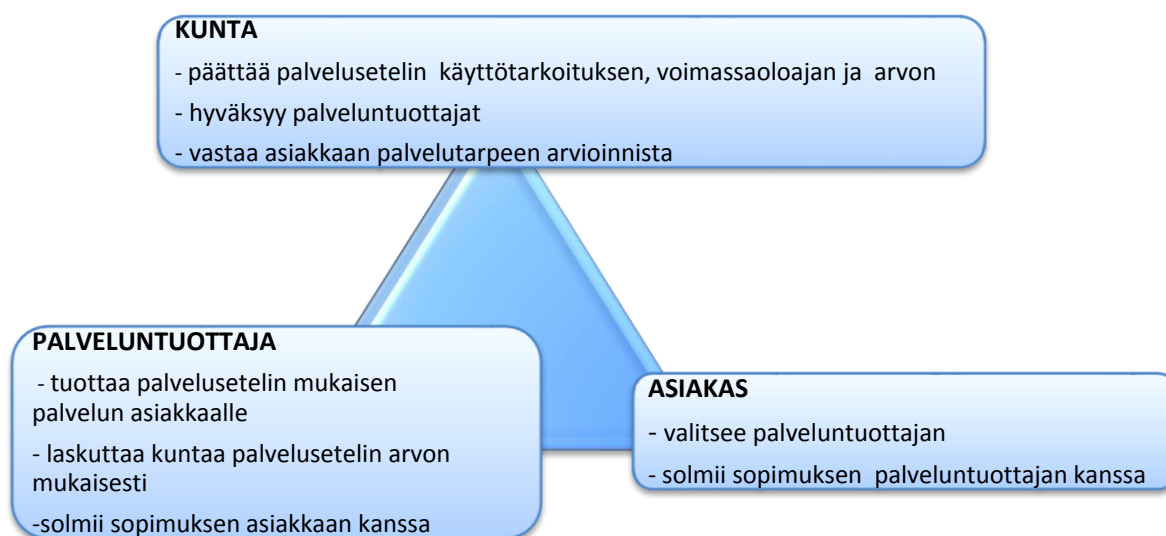 KUNTA
- päättää palvelusetelin käyttötarkoituksen, voimassaoloajan ja arvon
- hyväksyy palveluntuottajat
- vastaa asiakkaan palvelutarpeen arvioinnista
PALVELUNTUOTTAJA
- tuottaa palvelusetelin mukaisen
palvelun asiakkaalle
- laskuttaa kuntaa palvelusetelin arvon
mukaisesti
-solmii sopimuksen asiakkaan kanssa
ASIAKAS
- valitsee palveluntuottajan
- solmii sopimuksen palveluntuottajan kanssa